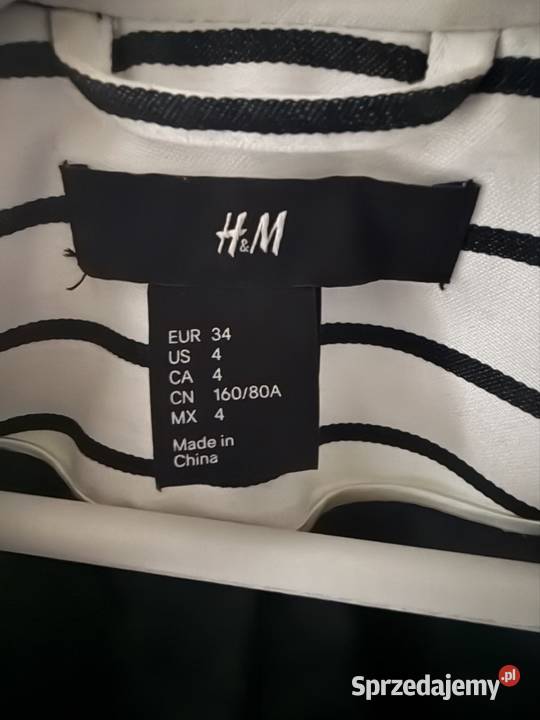 H&M
EUR 34
US 4
CA 4
CN 160/80A
MX 4
Made in
China
Sprzedajemy.pl